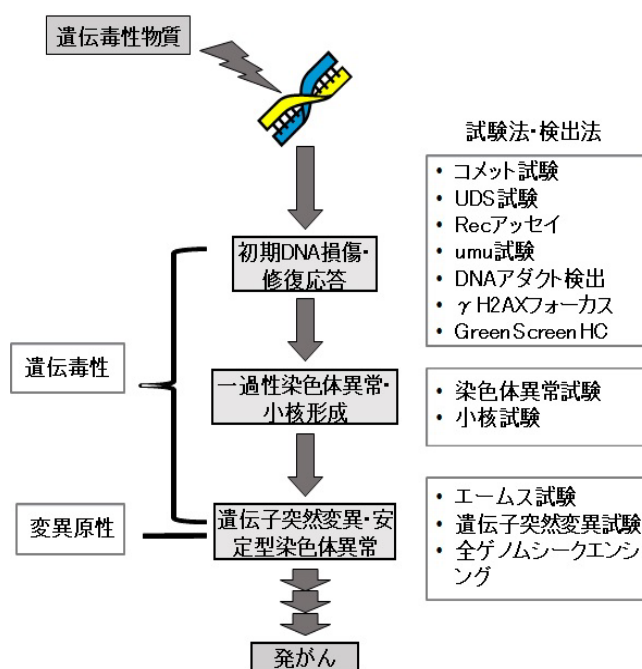 遺伝毒性物質
試験法・検出法
• コメット試験
• UDS試験
• Recアッセイ
• umu試験
• DNAアダクト検出
• γH2AXフォーカス
• GreenScreen HC
初期DNA損傷・
修復応答
遺伝毒性
一過性染色体異常・
小核形成
• 染色体異常試験
• 小核試験
変異原性
遺伝子突然変異・安
定型染色体異常
• エームス試験
• 遺伝子突然変異試験
• 全ゲノムシークエンシ
ング
発がん